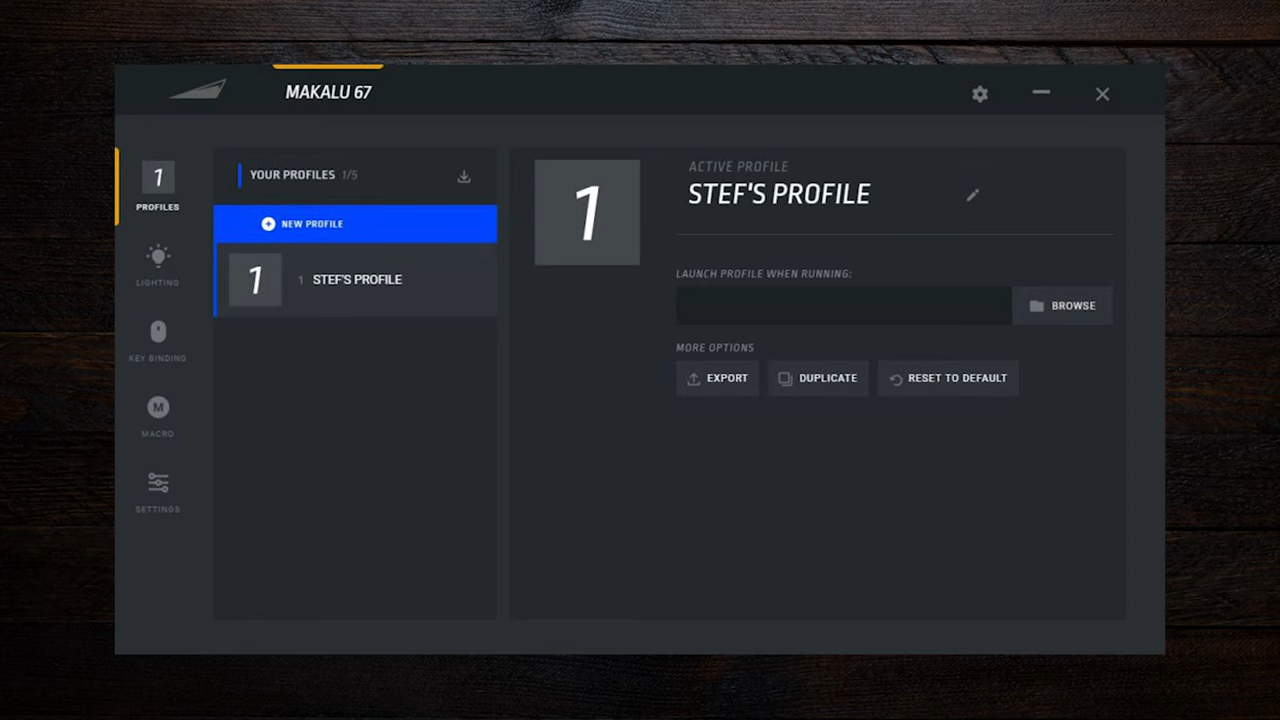 MAKALU 67
1
PROFILES
LIGHTING
KEY BINDING
M
MACRO
SETTINGS
YOUR PROFILES 1/5
NEW PROFILE
1
1 STEF'S PROFILE
1
ACTIVE PROFILE
STEF'S PROFILE
LAUNCH PROFILE WHEN RUNNING:
BROWSE
MORE OPTIONS
EXPORT DUPLICATE RESET TO DEFAULT